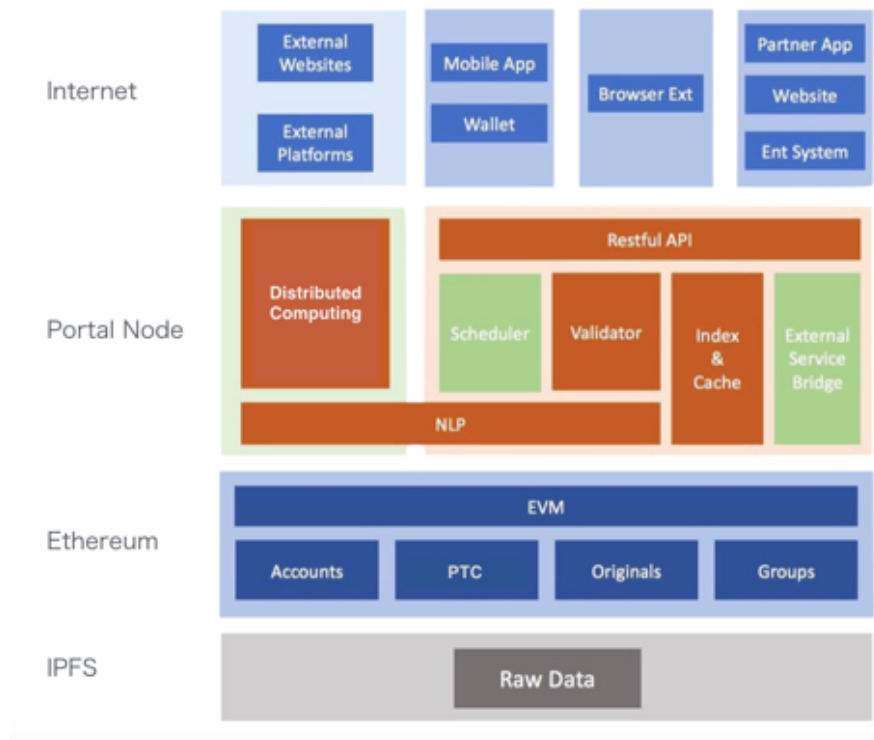 Internet
External
Websites
External
Platforms
Mobile App
Wallet
Browser Ext
Partner App
Website
Ent System
Portal Node
Distributed
Computing
Restful API
Scheduler
Validator
Index
&
Cache
External
Service
Bridge
NLP
Ethereum
EVM
Accounts
PTC
Originals
Groups
IPFS
Raw Data